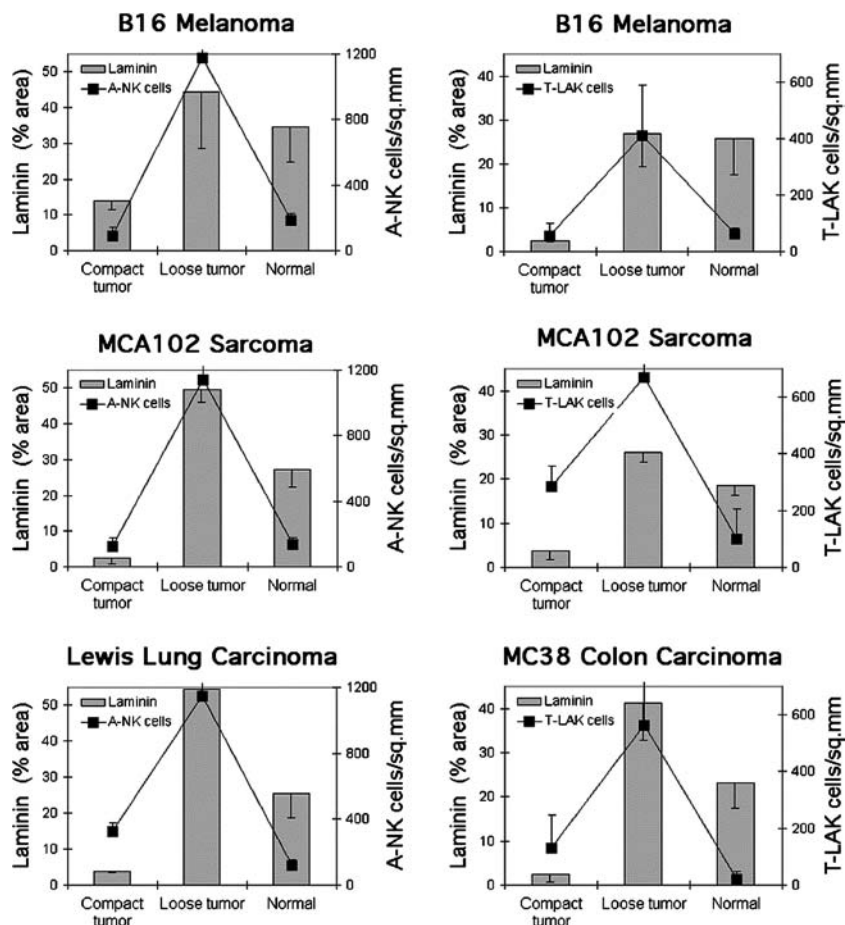 B16 Melanoma
Laminin (% area)
50
40
30
20
10
0
Laminin
A-NK cells
1200
800
400
0
A-NK cells/sq.mm
Compact tumor
Loose tumor
Normal
B16 Melanoma
Laminin (% area)
40
30
20
10
0
Laminin
T-LAK cells
600
400
200
0
T-LAK cells/sq.mm
Compact tumor
Loose tumor
Normal
MCA102 Sarcoma
Laminin (% area)
50
40
30
20
10
0
Laminin
A-NK cells
1200
800
400
0
A-NK cells/sq.mm
Compact tumor
Loose tumor
Normal
MCA102 Sarcoma
Laminin (% area)
40
30
20
10
0
Laminin
T-LAK cells
600
400
200
0
T-LAK cells/sq.mm
Compact tumor
Loose tumor
Normal
Lewis Lung Carcinoma
Laminin (% area)
50
40
30
20
10
0
Laminin
A-NK cells
1200
800
400
0
A-NK cells/sq.mm
Compact tumor
Loose tumor
Normal
MC38 Colon Carcinoma
Laminin (% area)
40
30
20
10
0
Laminin
T-LAK cells
600
400
200
0
T-LAK cells/sq.mm
Compact tumor
Loose tumor
Normal